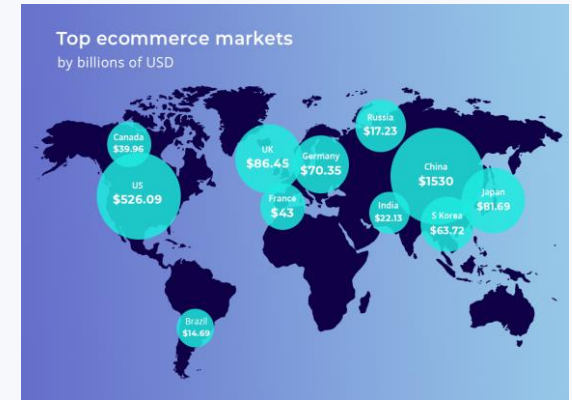 Top ecommerce markets
by billions of USD
Canada
$39.96
US
$526.09
UK
$86.45
Germany
$70.35
France
$43
Russia
$17.23
China
$1530
Japan
$81.69
India
$22.13
S Korea
$63.72
Brazil
$14.69